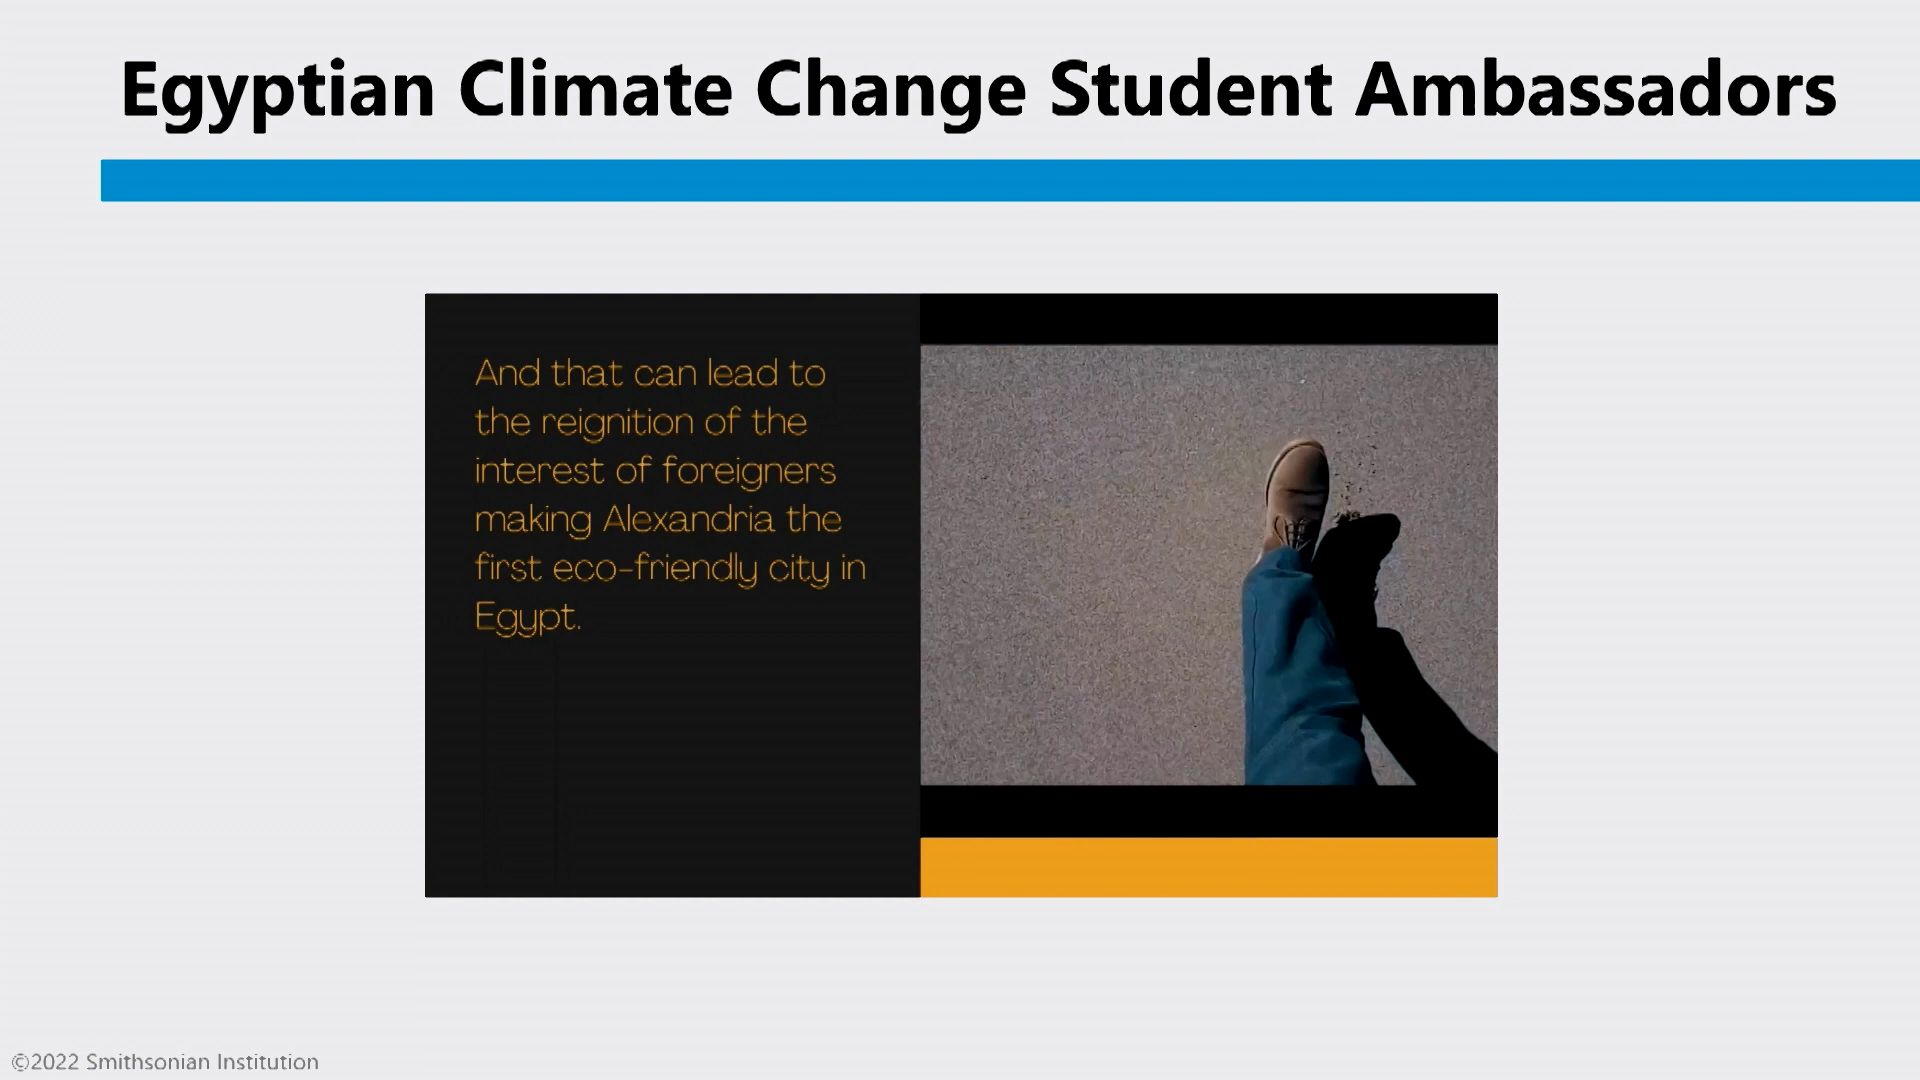 Egyptian Climate Change Student Ambassadors
And that can lead to
the reignition of the
interest of foreigners
making Alexandria the
first eco-friendly city in
Egypt.
©2022 Smithsonian Institution